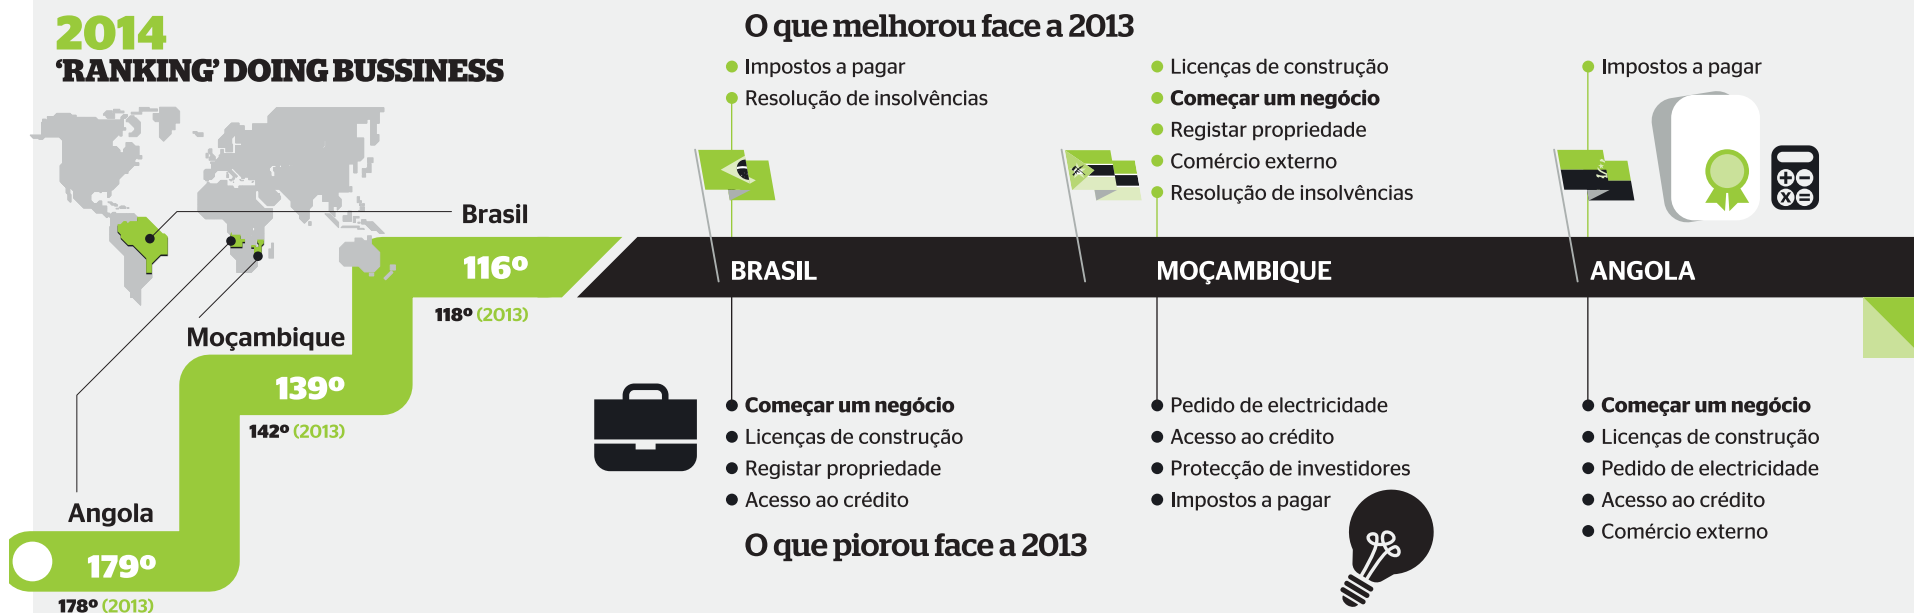 2014
‘RANKING’ DOING BUSSINESS
Brasil
116º
118º (2013)
Moçambique
139º
142º (2013)
Angola
179º
178º (2013)
O que melhorou face a 2013
Impostos a pagar
Resolução de insolvências
Licenças de construção
Começar um negócio
Registar propriedade
Comércio externo
Resolução de insolvências
Impostos a pagar
BRASIL
MOÇAMBIQUE
ANGOLA
Começar um negócio
Licenças de construção
Registar propriedade
Acesso ao crédito
Pedido de electricidade
Acesso ao crédito
Protecção de investidores
Impostos a pagar
Começar um negócio
Licenças de construção
Pedido de electricidade
Acesso ao crédito
Comércio externo
O que piorou face a 2013